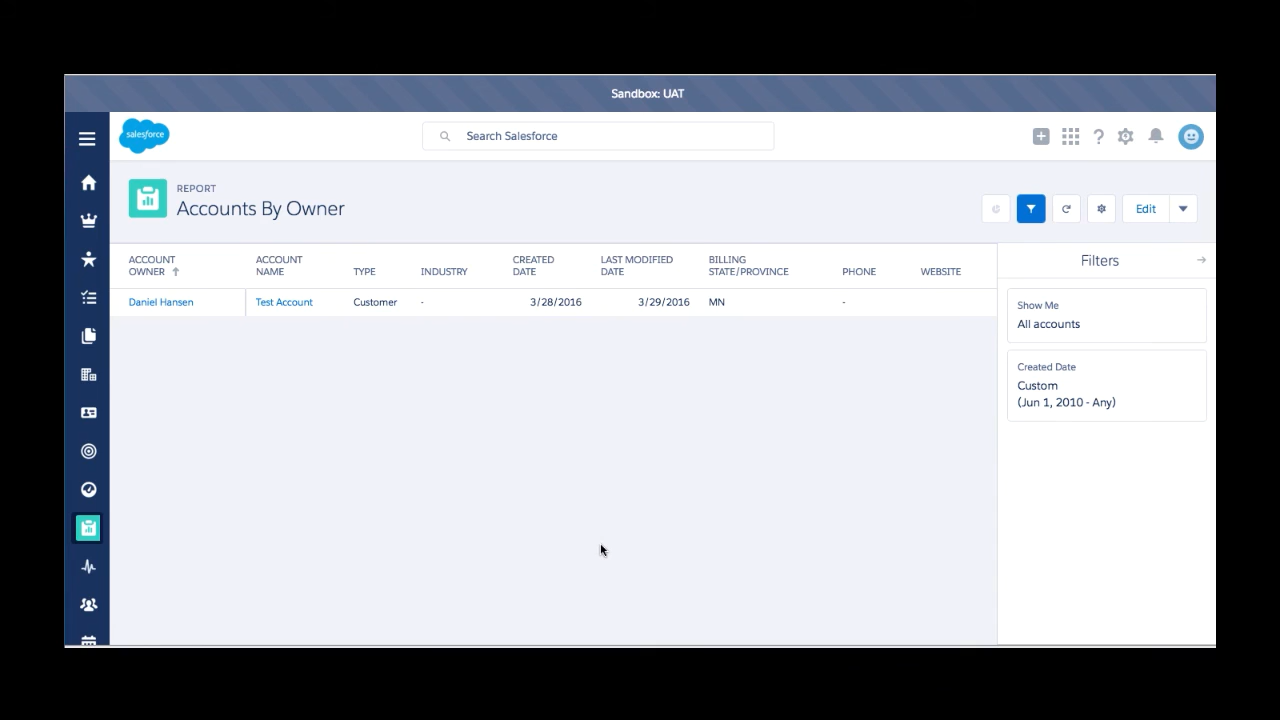 Sandbox: UAT
salesforce
Search Salesforce
REPORT
Accounts By Owner
Edit
ACCOUNT OWNER
ACCOUNT NAME
TYPE
INDUSTRY
CREATED DATE
LAST MODIFIED DATE
BILLING STATE/PROVINCE
PHONE
WEBSITE
Daniel Hansen
Test Account
Customer
-
3/28/2016
3/29/2016
MN
-
Filters
Show Me
All accounts
Created Date
Custom
(Jun 1, 2010 - Any)